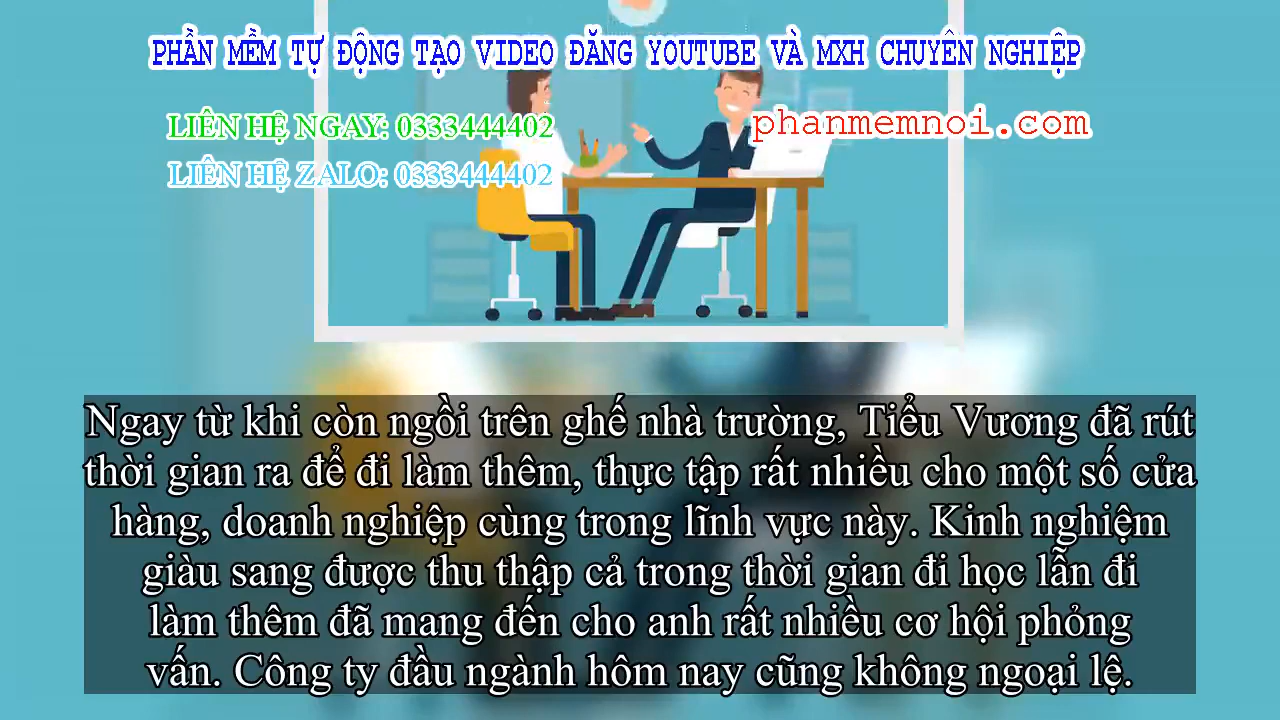 PHẦN MỀM TỰ ĐỘNG TẠO VIDEO ĐĂNG YOUTUBE VÀ MXH CHUYÊN NGHIỆP
LIÊN HỆ NGAY: 0333444402
phanmemnoi.com
LIÊN HỆ ZALO: 0333444402
Ngay từ khi còn ngồi trên ghế nhà trường, Tiểu Vương đã rút
thời gian ra để đi làm thêm, thực tập rất nhiều cho một số cửa
hàng, doanh nghiệp cùng trong lĩnh vực này. Kinh nghiệm
giàu sang được thu thập cả trong thời gian đi học lẫn đi
làm thêm đã mang đến cho anh rất nhiều cơ hội phỏng
vấn. Công ty đầu ngành hôm nay cũng không ngoại lệ.